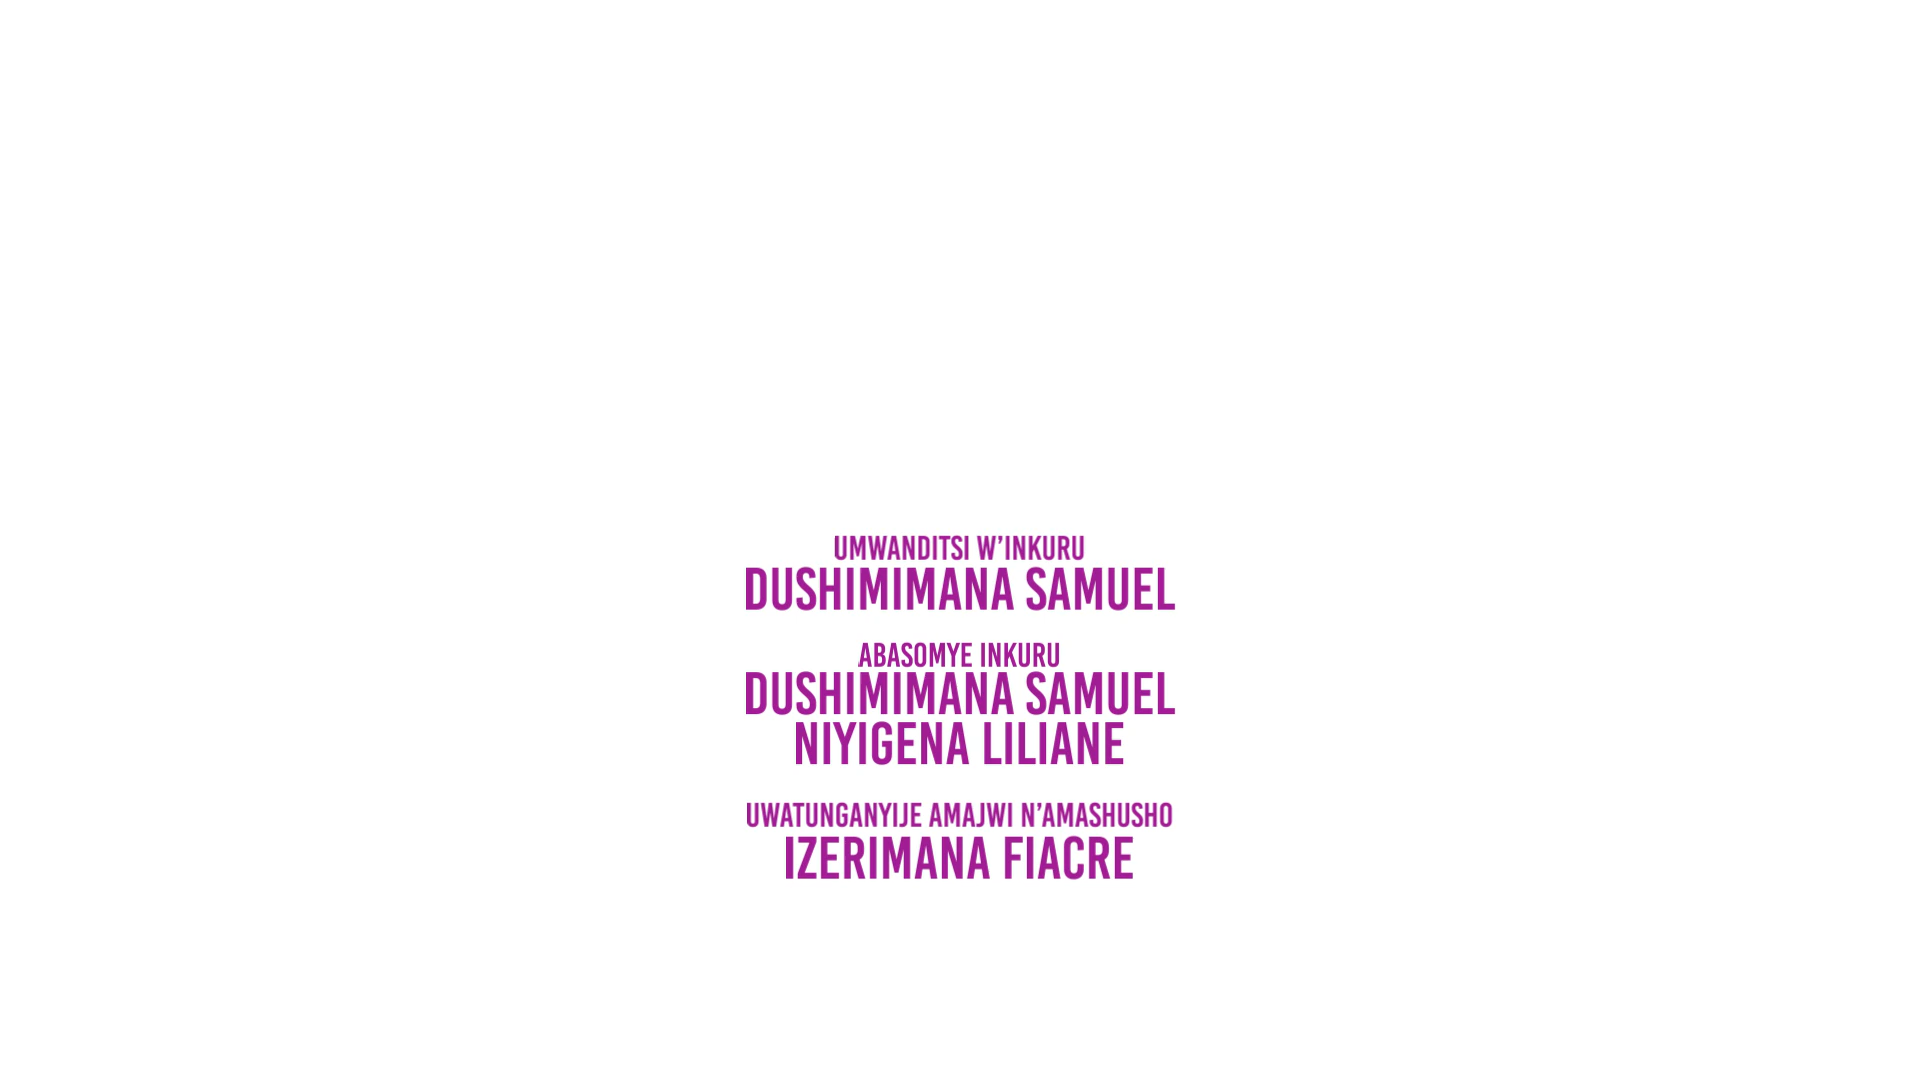 UMWANDITSI W’INKURU
DUSHIMIMANA SAMUEL
ABASOMYE INKURU
DUSHIMIMANA SAMUEL
NIYIGENA LILIANE
UWATUNGANYIJE AMAJWI N’AMASHUSHO
IZERIMANA FIACRE